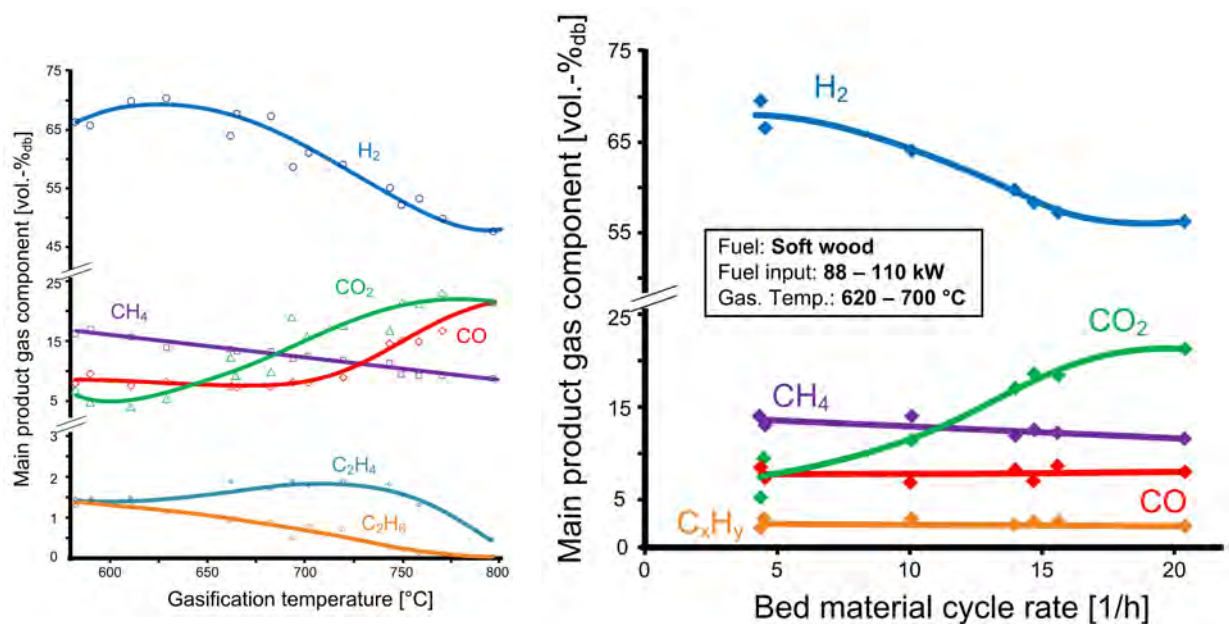 Main product gas component [vol.-%db]
75
65
55
45
25
15
5
3
2
1
0
H2
CO2
CH4
CO
C2H4
C2H6
600
650
700
750
800
Gasification temperature [°C]
Main product gas component [vol.-%db]
75
65
55
25
15
5
0
H2
Fuel: Soft wood
Fuel input: 88 – 110 kW
Gas. Temp.: 620 – 700 °C
CO2
CH4
CO
CxHy
0
5
10
15
20
Bed material cycle rate [1/h]